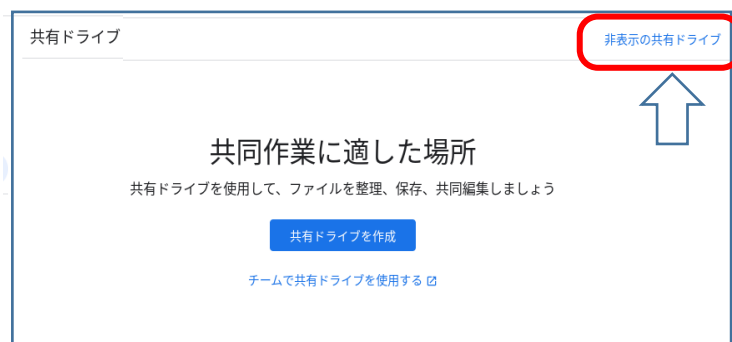 共有ドライブ
非表示の共有ドライブ
共同作業に適した場所
共有ドライブを使用して、ファイルを整理、保存、共同編集しましょう
共有ドライブを作成
チームで共有ドライブを使用する